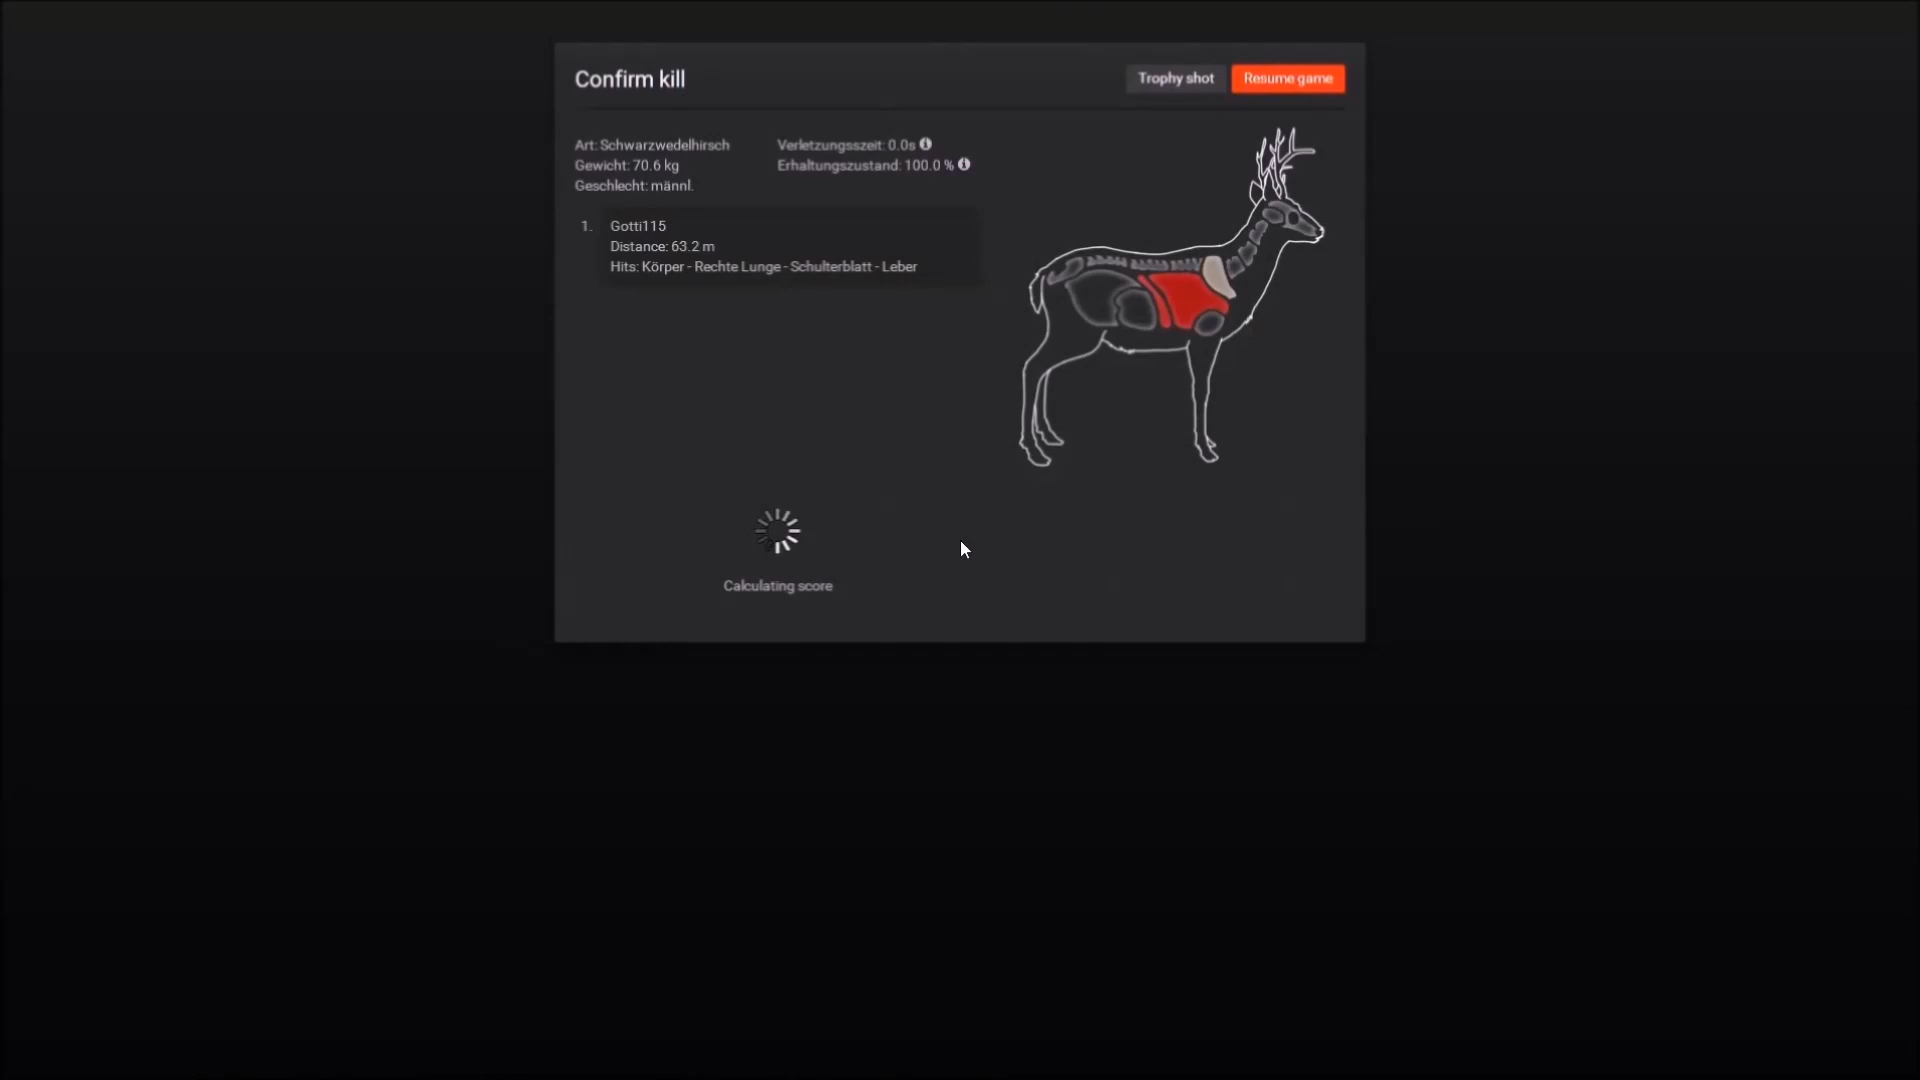 Confirm kill
Trophy shot
Resume game
Art: Schwarzwedelhirsch
Gewicht: 70.6 kg
Geschlecht: männl.
Verletzungsszeit: 0.0s
Erhaltungszustand: 100.0 %
1. Gotti115
Distance: 63.2 m
Hits: Körper - Rechte Lunge - Schulterblatt - Leber
Calculating score